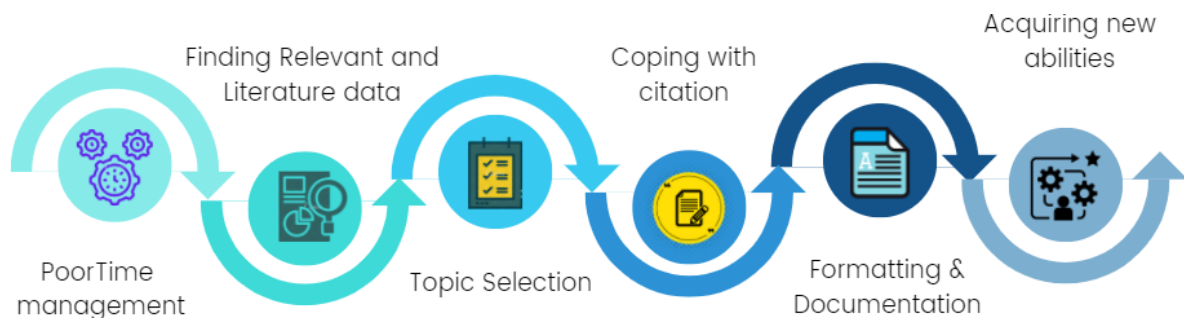 PoorTime
management
Finding Relevant and
Literature data
Topic Selection
Coping with
citation
Formatting &
Documentation
Acquiring new
abilities
A